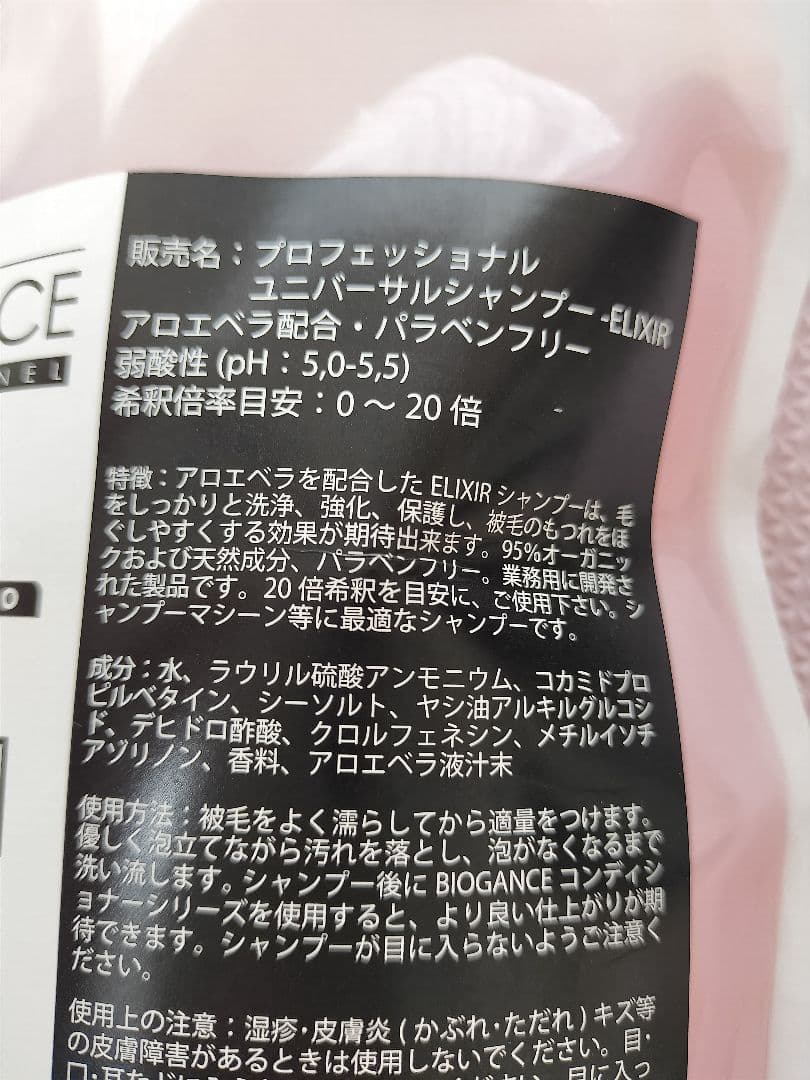 CE
NEL
O
販売名：プロフェッショナル
ユニバーサルシャンプー -ELIXIR
アロエベラ配合・パラベンフリー
弱酸性 (pH：5,0-5,5)
希釈倍率目安：0 ～ 20 倍
特徴：アロエベラを配合した ELIXIR シャンプーは、毛
をしっかりと洗浄、強化、保護し、被毛のもつれをほ
ぐしやすくする効果が期待出来ます。95%オーガニッ
クおよび天然成分、パラベンフリー。業務用に開発さ
れた製品です。20 倍希釈を目安に、ご使用下さい。シ
ャンプーマシーン等に最適なシャンプーです。
成分：水、ラウリル硫酸アンモニウム、コカミドプロ
ピルベタイン、シーソルト、ヤシ油アルキルグルコシ
ド、デヒドロ酢酸、クロルフェネシン、メチルイソチ
アゾリノン、香料、アロエベラ液汁末
使用方法：被毛をよく濡らしてから適量をつけます。
優しく泡立てながら汚れを落とし、泡がなくなるまで
洗い流します。シャンプー後に BIOGANCE コンディシ
ョナーシリーズを使用すると、より良い仕上がりが期
待できます。シャンプーが目に入らないようご注意く
ださい。
使用上の注意：湿疹・皮膚炎 ( かぶれ・ただれ ) キズ等
の皮膚障害があるときは使用しないでください。目・